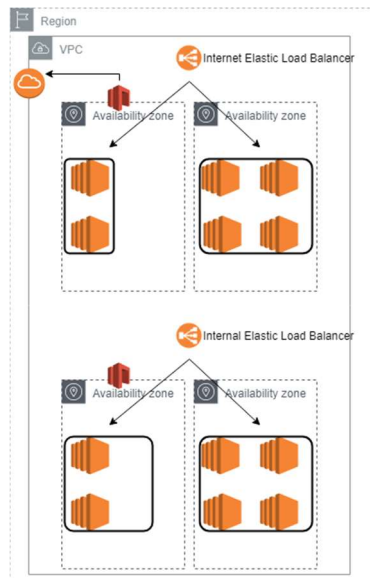 Region
VPC
Internet Elastic Load Balancer
Availability zone
Availability zone
Internal Elastic Load Balancer
Availability zone
Availability zone